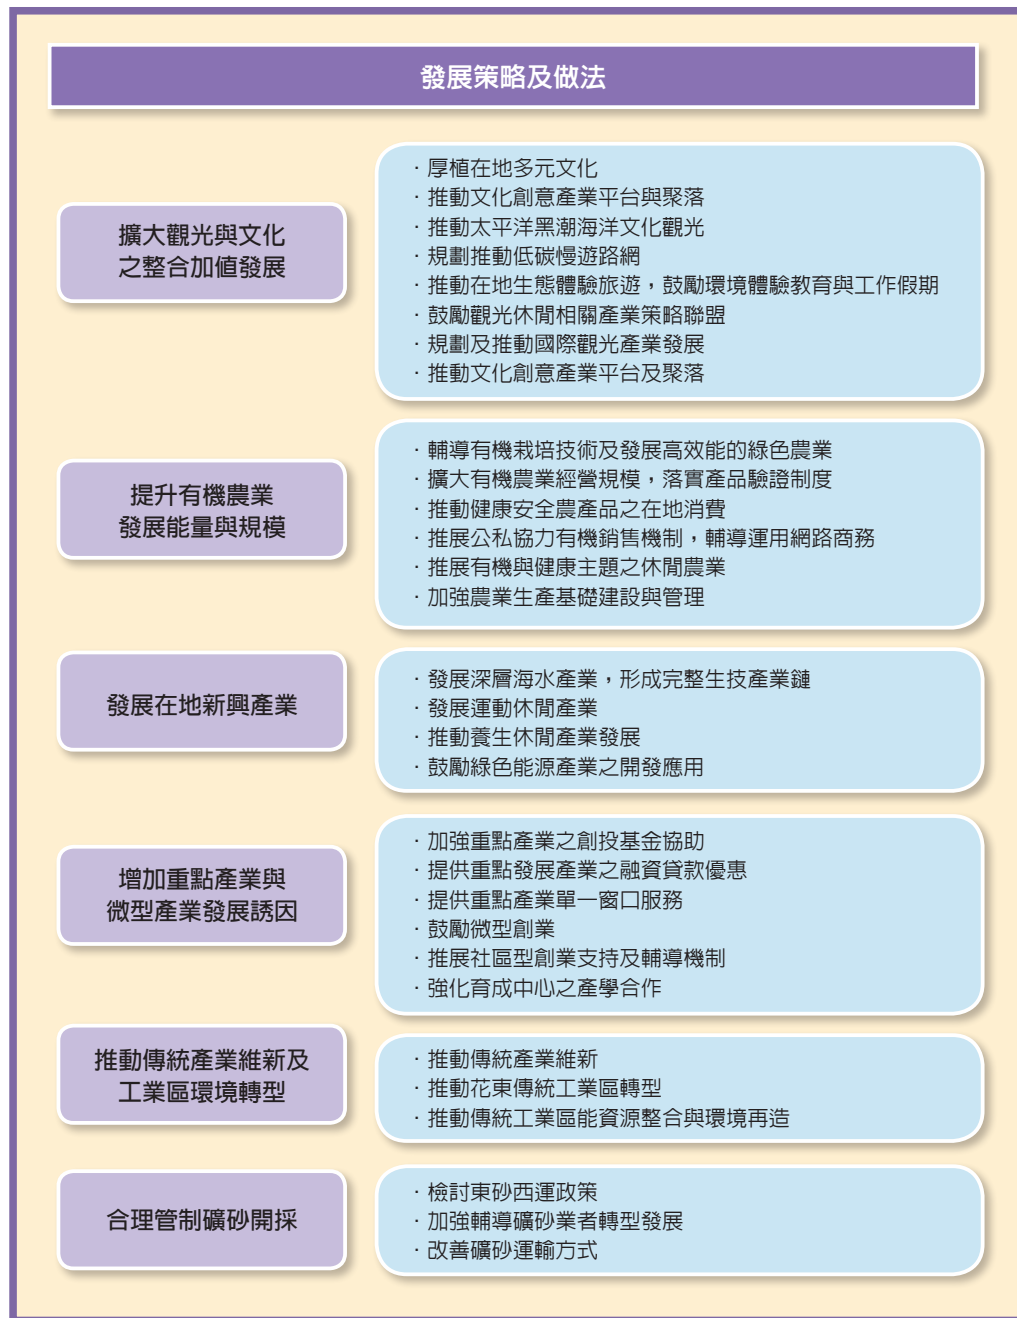 發展策略及做法
擴大觀光與文化
之整合加值發展
·厚植在地多元文化
·推動文化創意產業平台與聚落
·推動太平洋黑潮海洋文化觀光
·規劃推動低碳慢遊路網
·推動在地生態體驗旅遊，鼓勵環境體驗教育與工作假期
·鼓勵觀光休閒相關產業策略聯盟
·規劃及推動國際觀光產業發展
·推動文化創意產業平台及聚落
提升有機農業
發展能量與規模
·輔導有機栽培技術及發展高效能的綠色農業
·擴大有機農業經營規模，落實產品驗證制度
·推動健康安全農產品之在地消費
·推展公私協力有機銷售機制，輔導運用網路商務
·推展有機與健康主題之休閒農業
·加強農業生產基礎建設與管理
發展在地新興產業
·發展深層海水產業，形成完整生技產業鏈
·發展運動休閒產業
·推動養生休閒產業發展
·鼓勵綠色能源產業之開發應用
增加重點產業與
微型產業發展誘因
·加強重點產業之創投基金協助
·提供重點發展產業之融資貸款優惠
·提供重點產業單一窗口服務
·鼓勵微型創業
·推展社區型創業支持及輔導機制
·強化育成中心之產學合作
推動傳統產業維新及
工業區環境轉型
·推動傳統產業維新
·推動花東傳統工業區轉型
·推動傳統工業區能資源整合與環境再造
合理管制礦砂開採
·檢討東砂西運政策
·加強輔導礦砂業者轉型發展
·改善礦砂運輸方式